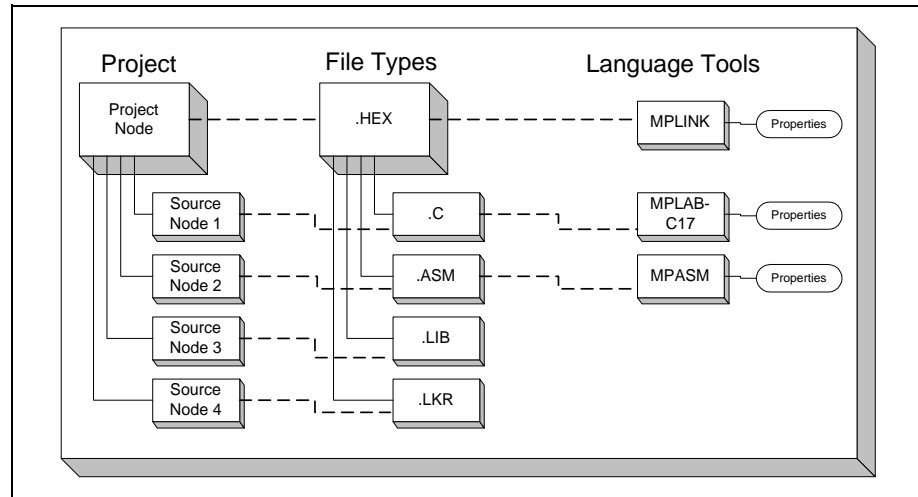 Project
File Types
Language Tools
Project
Node
.HEX
MPLINK
Properties
Source
Node 1
.C
MPLAB-
C17
Properties
Source
Node 2
.ASM
MPASM
Properties
Source
Node 3
.LIB
Source
Node 4
.LKR